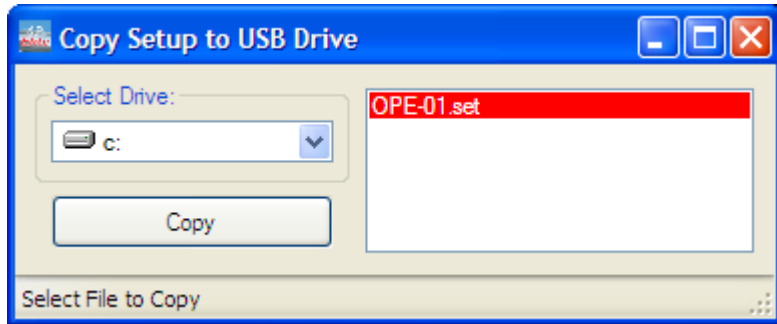 Copy Setup to USB Drive
Select Drive:
c:
Copy
OPE-01.set
Select File to Copy